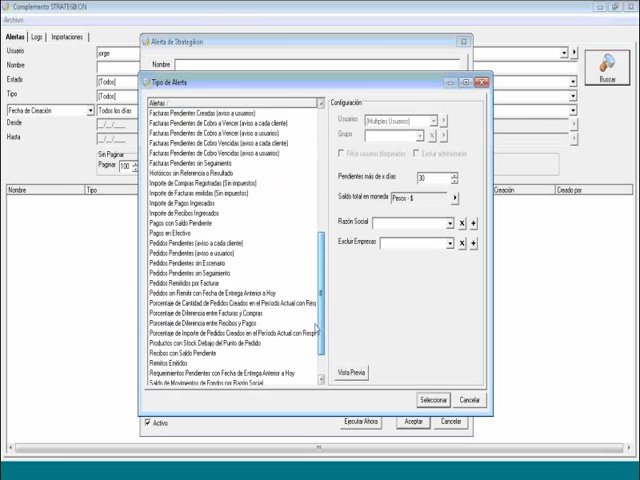 Complemento STRATEGIKON
Archivo
Alertas Logs Importaciones
Usuario jorge
Nombre
Estado [Todos]
Tipo [Todos]
Fecha de Creación Todos los días
Desde __/__/____
Hasta __/__/____
Sin Paginar
Paginar 100
Buscar
Nombre Tipo Creación Creado por
Alerta de Strategikon
Nombre
Tipo de Alerta
Alertas /
Facturas Pendientes Creadas (aviso a usuarios)
Facturas Pendientes de Cobro a Vencer (aviso a cada cliente)
Facturas Pendientes de Cobro a Vencer (aviso a usuarios)
Facturas Pendientes de Cobro Vencidas (aviso a cada cliente)
Facturas Pendientes de Cobro Vencidas (aviso a usuarios)
Facturas Pendientes sin Seguimiento
Históricos sin Referencia o Resultado
Importe de Compras Registradas (Sin impuestos)
Importe de Facturas emitidas (Sin impuestos)
Importe de Pagos Ingresados
Importe de Recibos Ingresados
Pagos con Saldo Pendiente
Pagos en Efectivo
Pedidos Pendientes (aviso a cada cliente)
Pedidos Pendientes (aviso a usuarios)
Pedidos Pendientes sin Escenario
Pedidos Pendientes sin Seguimiento
Pedidos Remitidos por Facturar
Pedidos sin Remitir con Fecha de Entrega Anterior a Hoy
Porcentaje de Cantidad de Pedidos Creados en el Período Actual con Resp
Porcentaje de Diferencia entre Facturas y Compras
Porcentaje de Diferencia entre Recibos y Pagos
Porcentaje de Importe de Pedidos Creados en el Período Actual con Respe
Productos con Stock Debajo del Punto de Pedido
Recibos con Saldo Pendiente
Remitos Emitidos
Requerimientos Pendientes con Fecha de Entrega Anterior a Hoy
Saldo de Movimientos de Fondos por Razón Social
Configuración
Usuarios (Multiples Usuarios)
Grupo
Filtrar usuarios bloqueados Excluir administrador
Pendientes más de x días 30
Saldo total en moneda Pesos - $
Razón Social
Excluir Empresas
Vista Previa
Seleccionar Cancelar
Activo Ejecutar Ahora Aceptar Cancelar